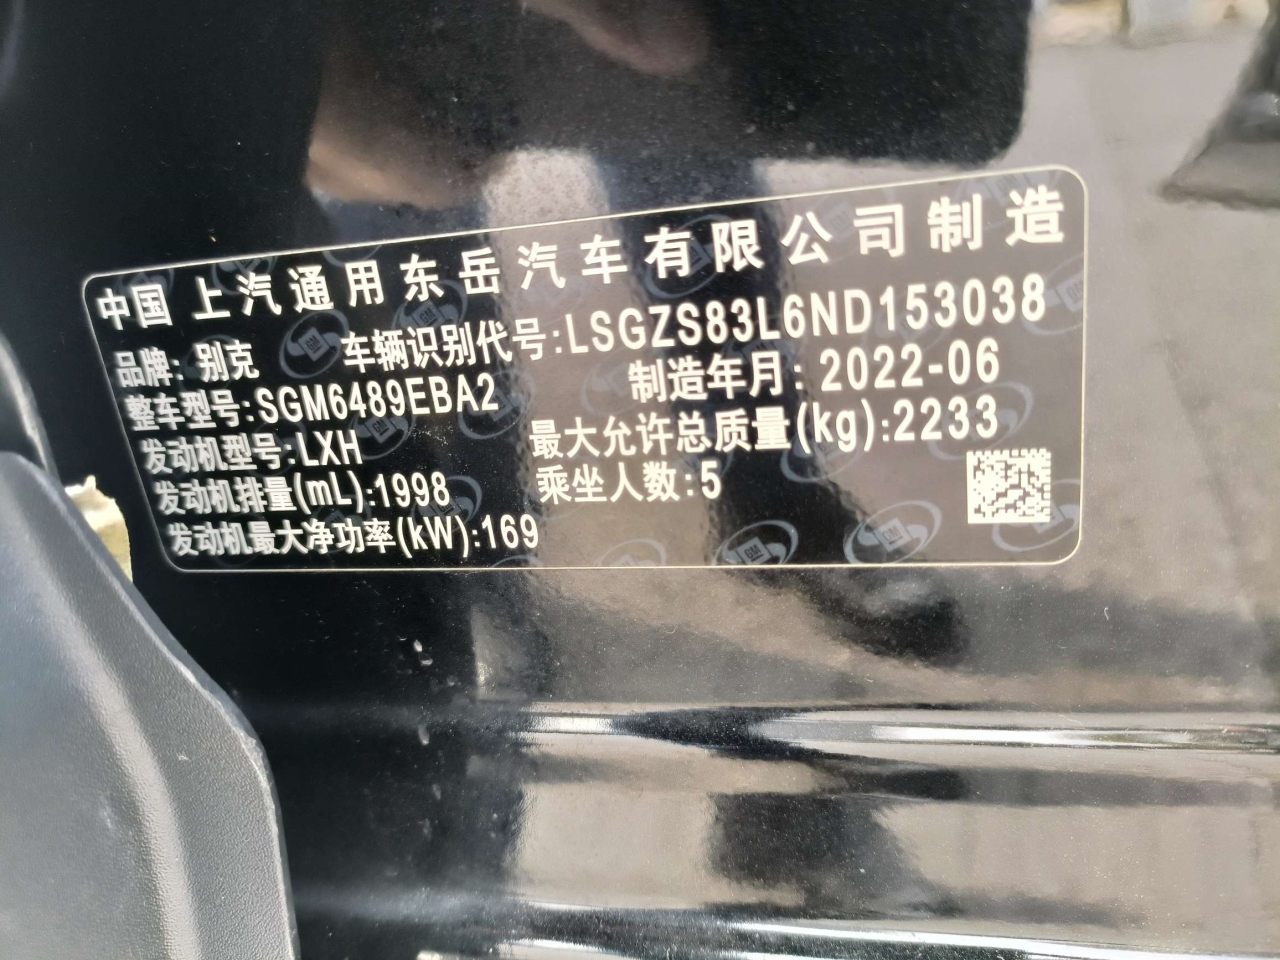 中国 上汽通用东岳汽车有限公司制造
品牌: 别克 车辆识别代号:LSGZS83L6ND153038
整车型号:SGM6489EBA2 制造年月: 2022-06
发动机型号:LXH 最大允许总质量(kg):2233
发动机排量(mL):1998 乘坐人数:5
发动机最大净功率(kW):169